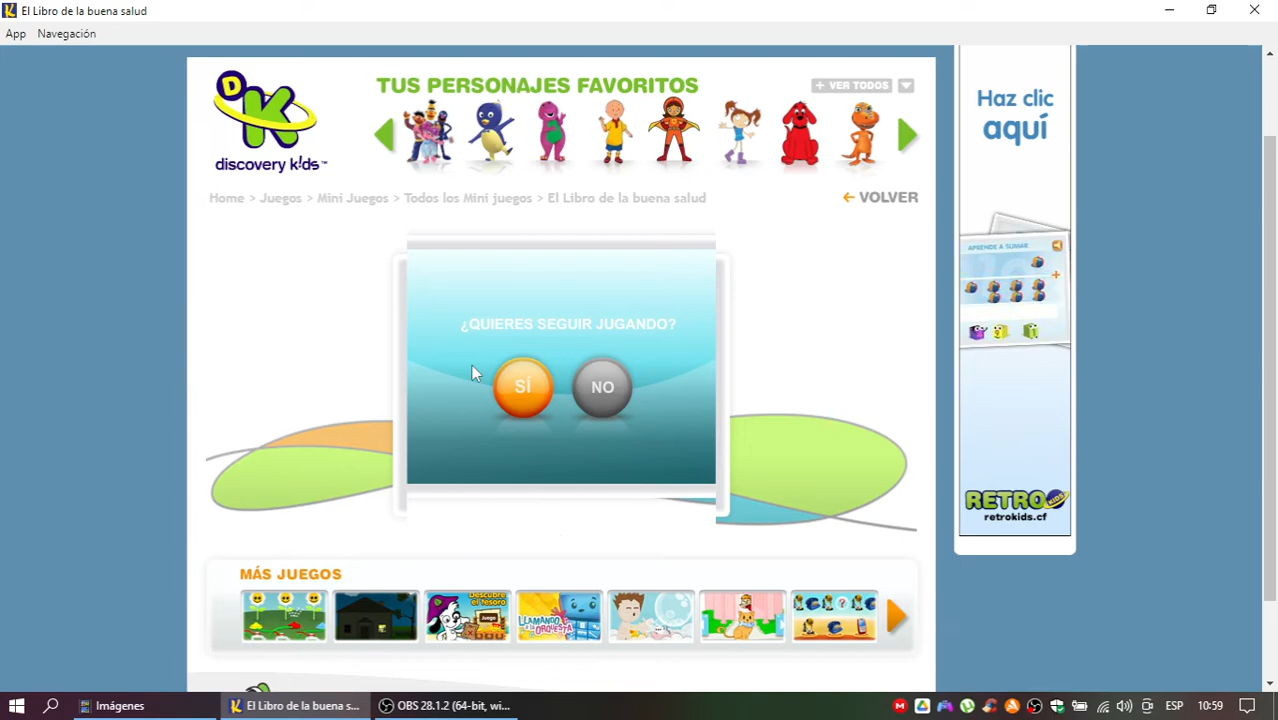 El Libro de la buena salud
App Navegación
D K
discovery k!ds
TUS PERSONAJES FAVORITOS
+ VER TODOS
Home > Juegos > Mini Juegos > Todos los Mini juegos > El Libro de la buena salud
← VOLVER
¿QUIERES SEGUIR JUGANDO?
SÍ NO
Haz clic
aquí
APRENDE A SUMAR
+
RETRO KIDS
retrokids.cf
MÁS JUEGOS
Descubre
el tesoro
Juego
LLAMANDO
A LA ORQUESTA
?
Imágenes
El Libro de la buena s...
OBS 28.1.2 (64-bit, wi...
ESP
10:59